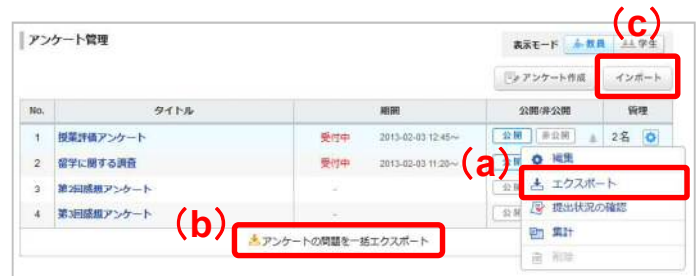 (c)
アンケート管理
表示モード 教員 学生
アンケート作成 インポート
No. タイトル 期間 公開/非公開 管理
1 授業評価アンケート 受付中 2013-02-03 12:45～ 公開 非公開 2名
2 留学に関する調査 受付中 2013-02-03 11:20～
(a)
編集
3 第2回感想アンケート - 公開
エクスポート
4 第3回感想アンケート - 公開
提出状況の確認
(b)
アンケートの問題を一括エクスポート
集計
削除